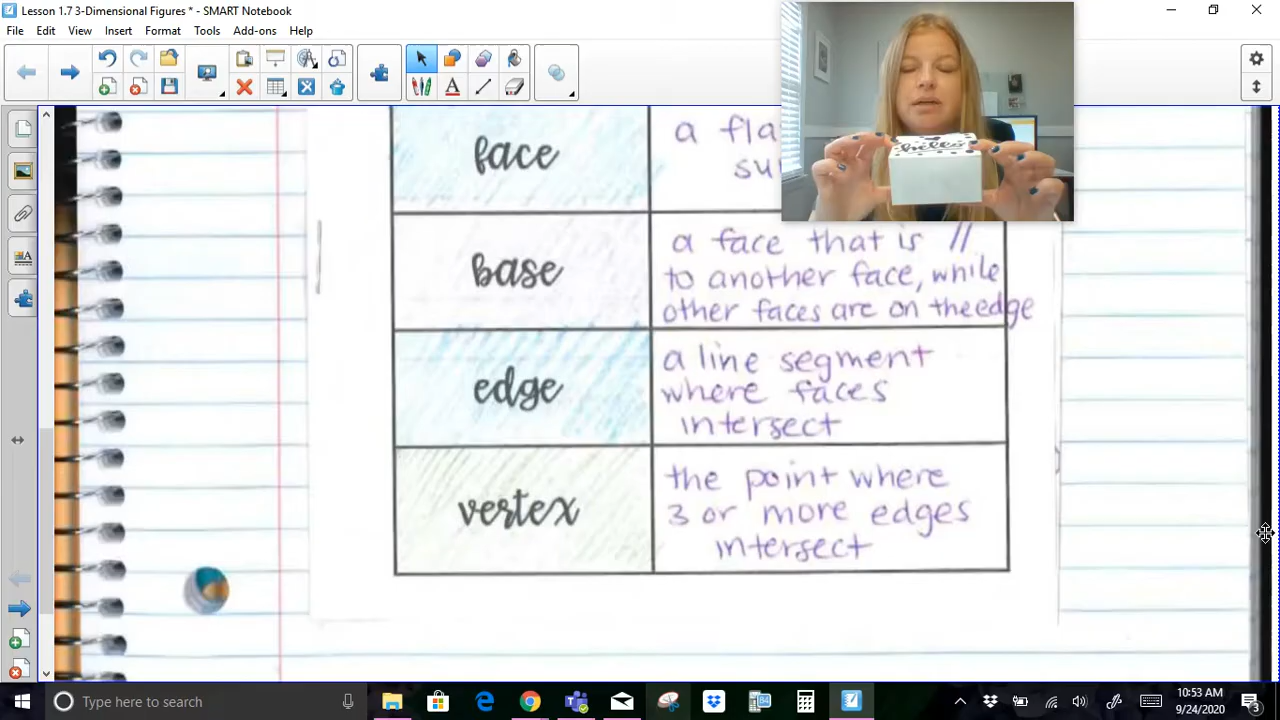 Lesson 1.7 3-Dimensional Figures * - SMART Notebook
File Edit View Insert Format Tools Add-ons Help
face
a fla
su
hello
base
a face that is //
to another face, while
other faces are on the edge
edge
a line segment
where faces
intersect
vertex
the point where
3 or more edges
intersect
Type here to search
10:53 AM
9/24/2020
3